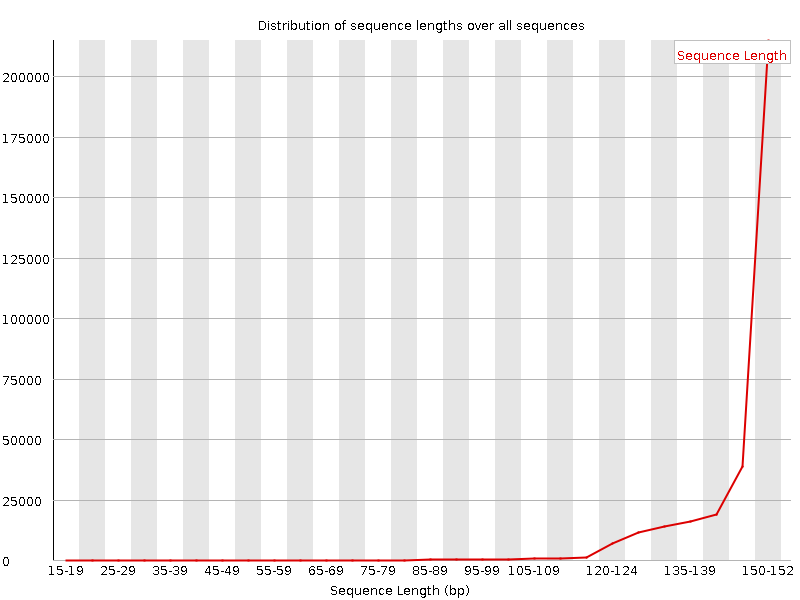 Distribution of sequence lengths over all sequences
Sequence Length
200000
175000
150000
125000
100000
75000
50000
25000
0
15-19 25-29 35-39 45-49 55-59 65-69 75-79 85-89 95-99 105-109 120-124 135-139 150-152
Sequence Length (bp)